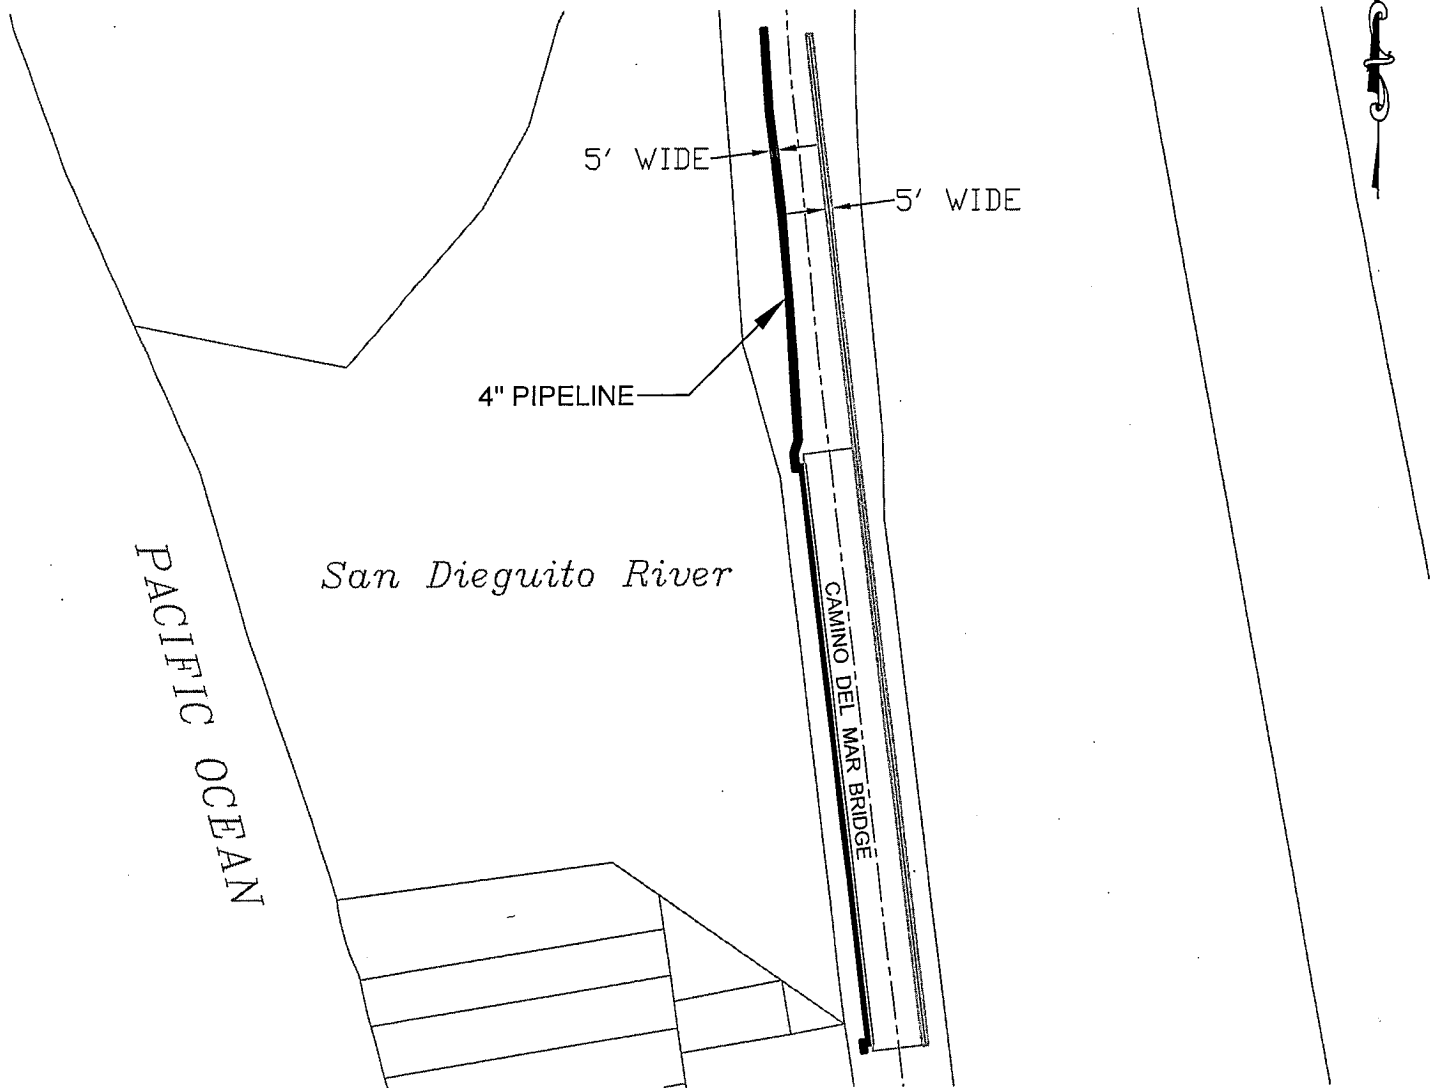 5' WIDE
5' WIDE
4" PIPELINE
San Dieguito River
PACIFIC OCEAN
CAMINO DEL MAR BRIDGE